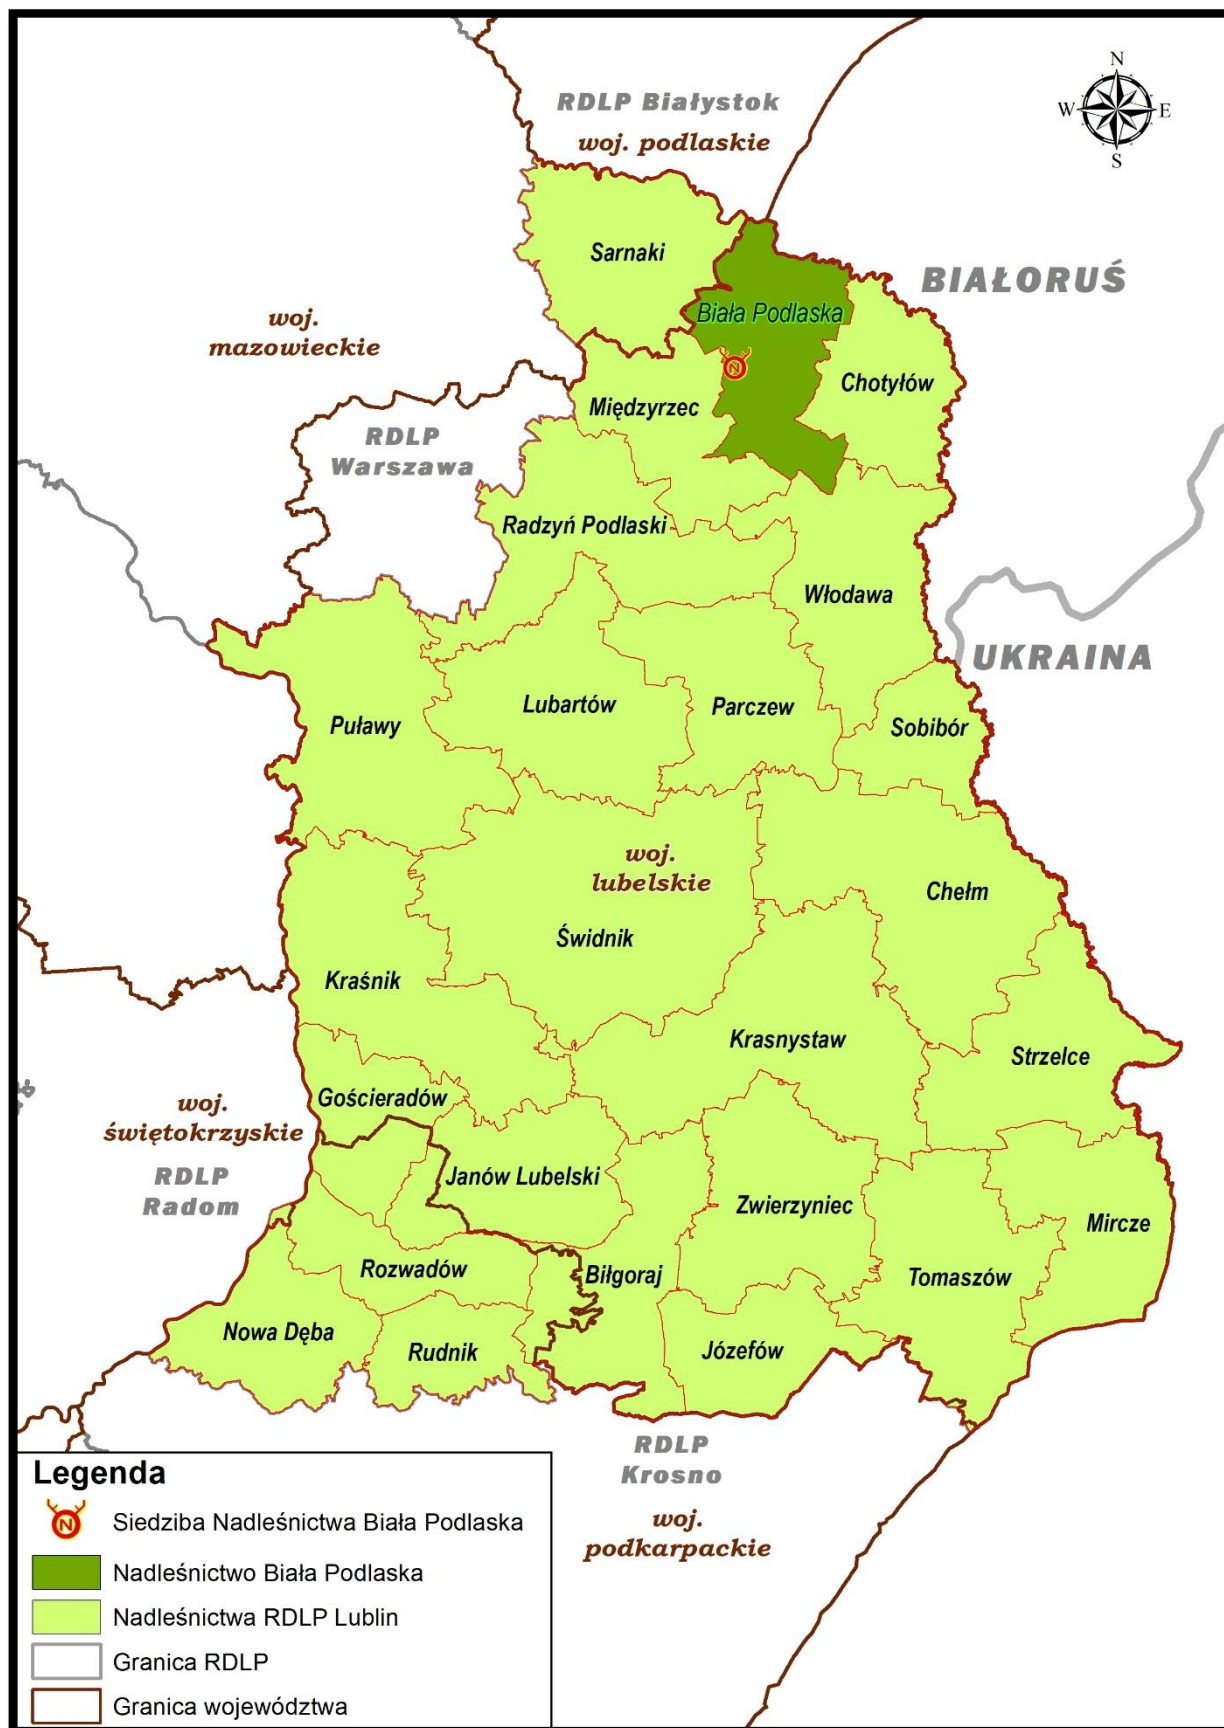 N
W
E
S
RDLP Białystok
woj. podlaskie
Sarnaki
BIAŁORUŚ
Biała Podlaska
woj.
mazowieckie
N
Chotyłów
Międzyrzec
RDLP
Warszawa
Radzyń Podlaski
Włodawa
UKRAINA
Lubartów
Parczew
Puławy
Sobibór
woj.
lubelskie
Chełm
Świdnik
Kraśnik
Krasnystaw
Strzelce
Gościeradów
woj.
świętokrzyskie
RDLP
Radom
Janów Lubelski
Zwierzyniec
Mircze
Rozwadów
Biłgoraj
Tomaszów
Nowa Dęba
Rudnik
Józefów
RDLP
Krosno
woj.
podkarpackie
Legenda
N
Siedziba Nadleśnictwa Biała Podlaska
Nadleśnictwo Biała Podlaska
Nadleśnictwa RDLP Lublin
Granica RDLP
Granica województwa